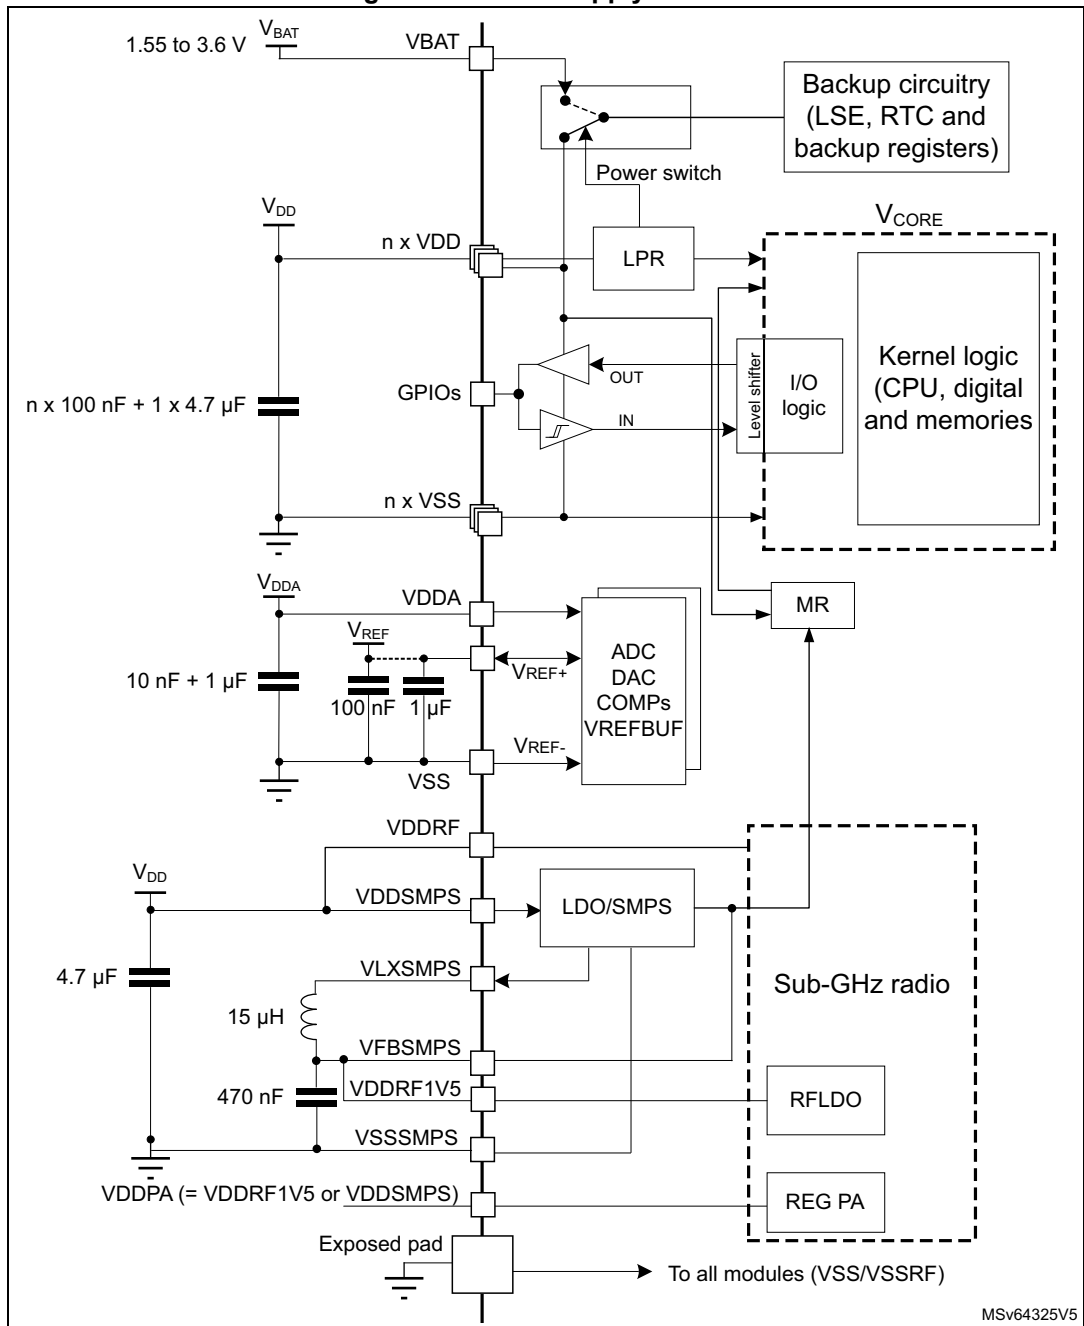 1.55 to 3.6 V
VBAT
VBAT
Backup circuitry
(LSE, RTC and
backup registers)
Power switch
VDD
n x VDD
LPR
VCORE
n x 100 nF + 1 x 4.7 µF
GPIOs
OUT
IN
Level shifter
I/O
logic
Kernel logic
(CPU, digital
and memories
n x VSS
VDDA
VDDA
MR
VREF
VREF+
10 nF + 1 µF
100 nF
1 µF
ADC
DAC
COMPs
VREFBUF
VREF-
VSS
VDDRF
VDD
VDDSMPS
LDO/SMPS
4.7 µF
VLXSMPS
15 µH
Sub-GHz radio
VFBSMPS
470 nF
VDDRF1V5
RFLDO
VSSSMPS
VDDPA (= VDDRF1V5 or VDDSMPS)
REG PA
Exposed pad
To all modules (VSS/VSSRF)
MSv64325V5